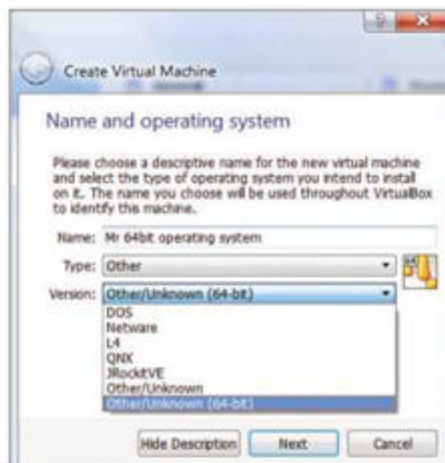 Create Virtual Machine
Name and operating system
Please choose a descriptive name for the new virtual machine
and select the type of operating system you intend to install
on it. The name you choose will be used throughout VirtualBox
to identify this machine.
Name: Mr 64bit operating system
Type: Other
Version: Other/Unknown (64-bit)
DOS
Netware
L4
QNX
JRockitVE
Other/Unknown
Other/Unknown (64-bit)
Hide Description Next Cancel